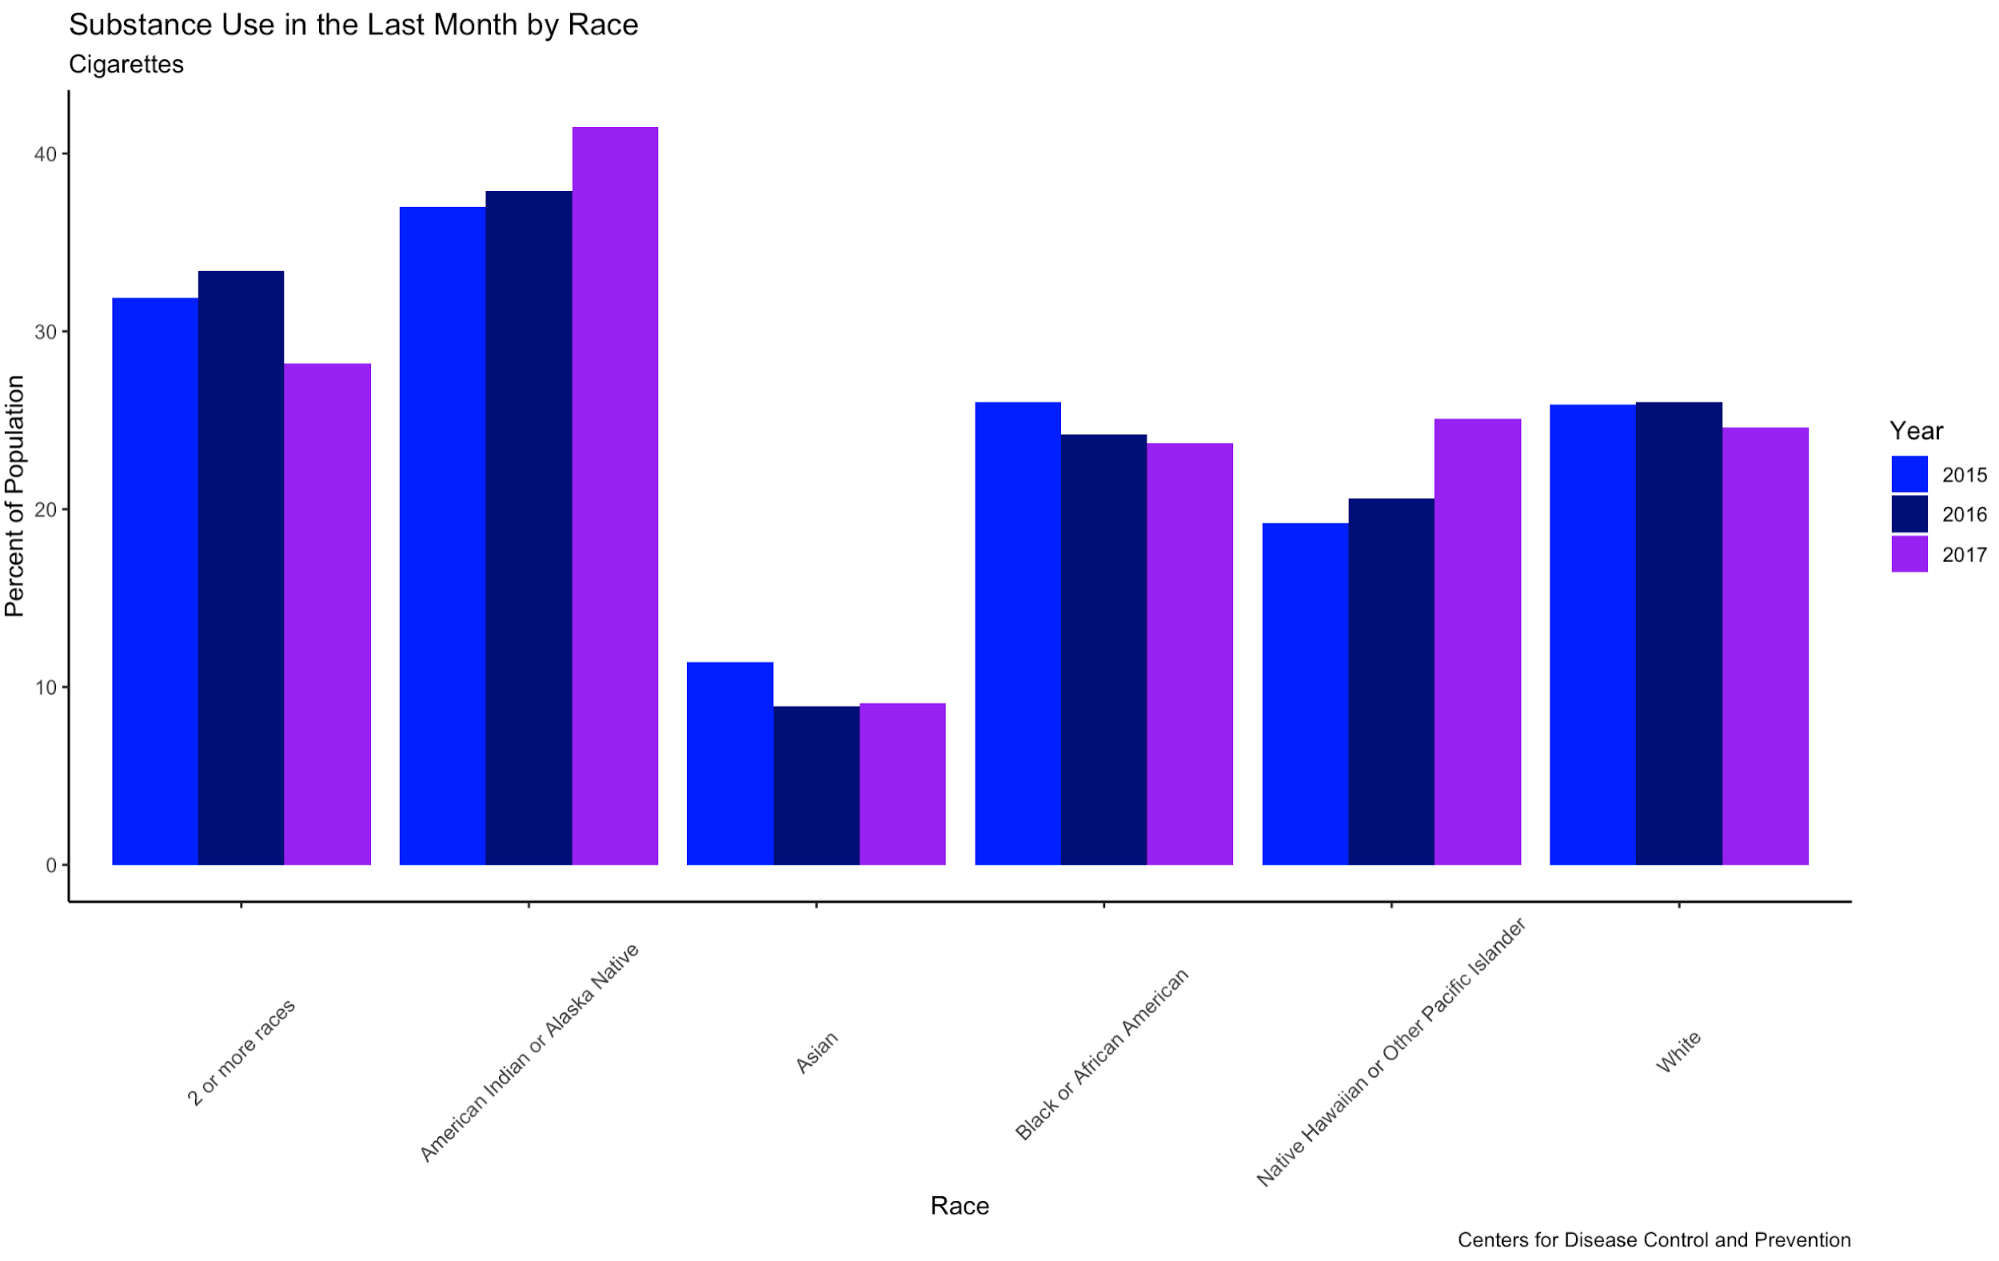 Substance Use in the Last Month by Race
Cigarettes
Percent of Population
40
30
20
10
0
Year
2015
2016
2017
2 or more races
American Indian or Alaska Native
Asian
Black or African American
Native Hawaiian or Other Pacific Islander
White
Race
Centers for Disease Control and Prevention